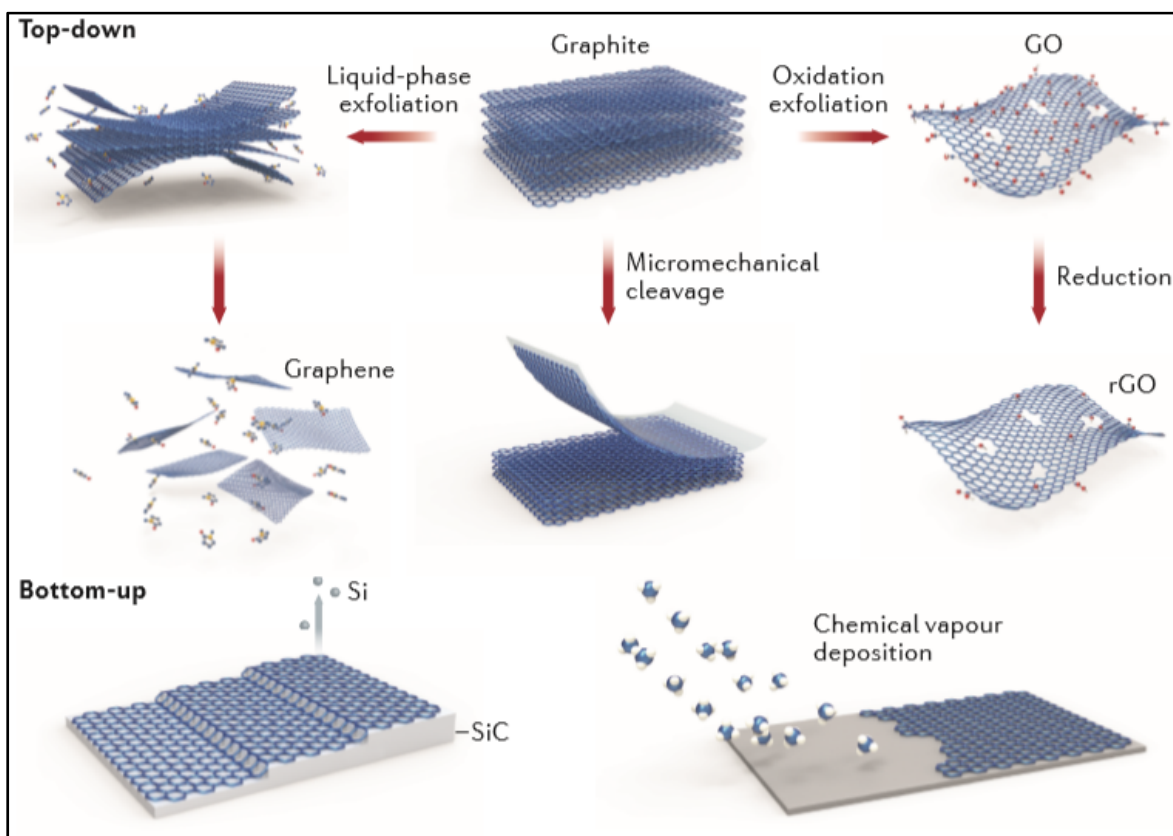 Top-down
Graphite
GO
Liquid-phase
exfoliation
Oxidation
exfoliation
Micromechanical
cleavage
Reduction
Graphene
rGO
Bottom-up
Si
SiC
Chemical vapour
deposition